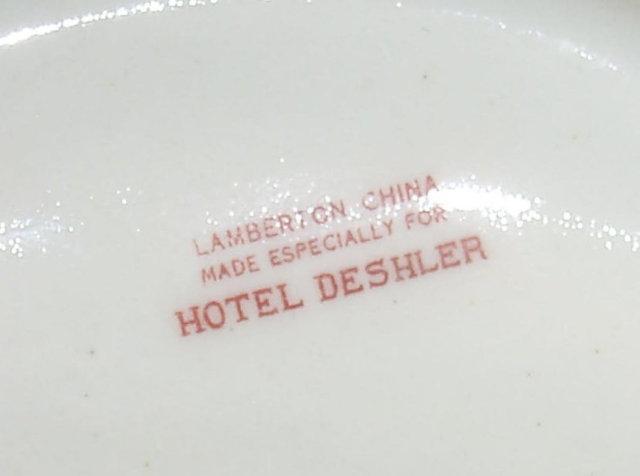 LAMBERTON CHINA
MADE ESPECIALLY FOR
HOTEL DESHLER